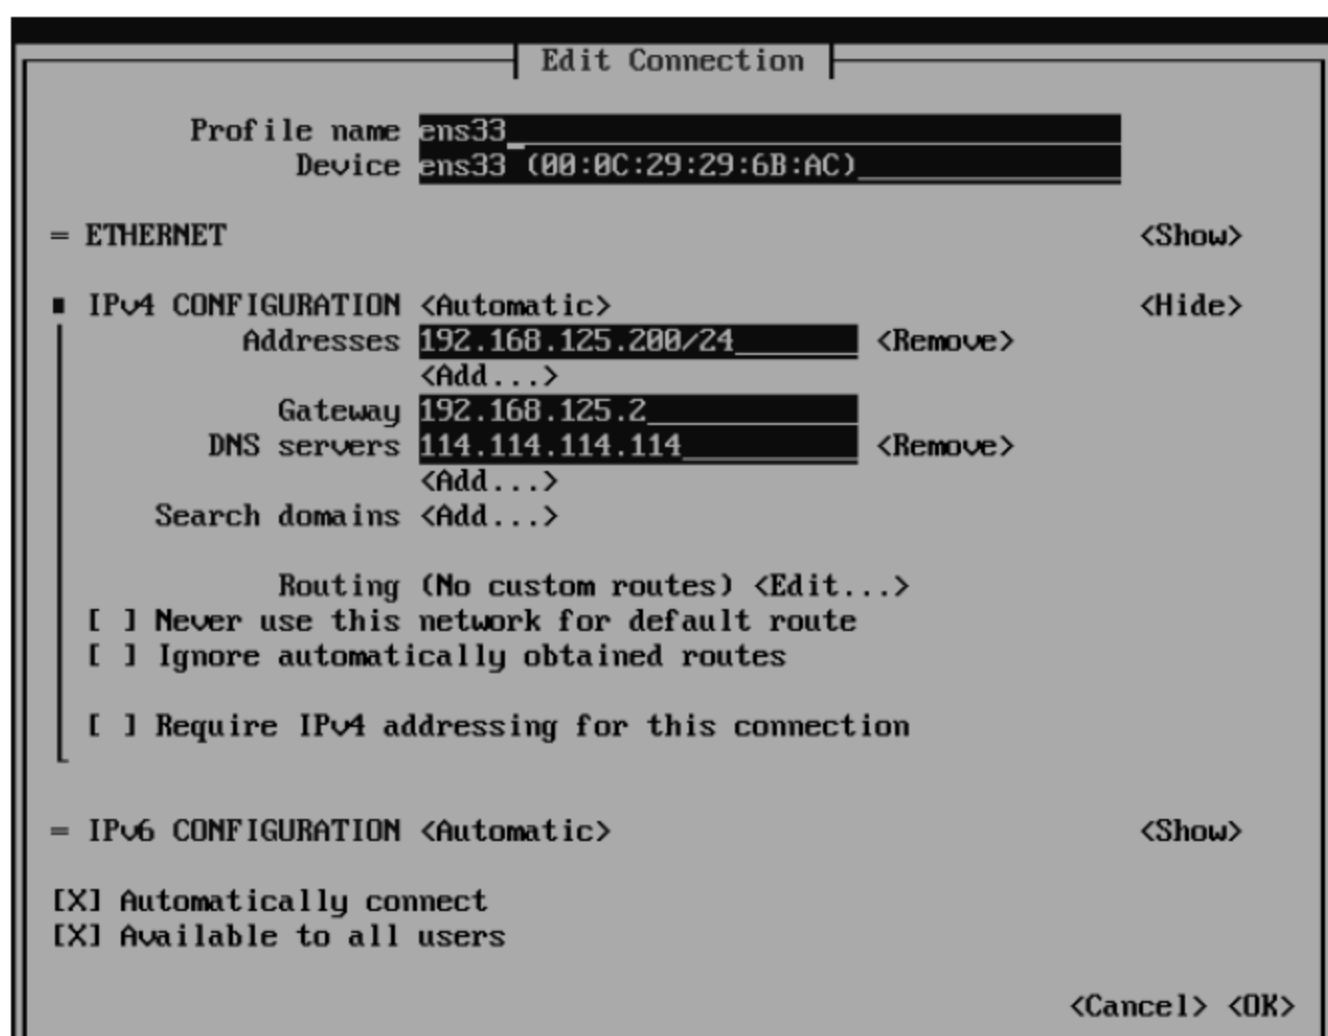 Edit Connection
Profile name ens33
Device ens33 (00:0C:29:29:6B:AC)
= ETHERNET <Show>
IPv4 CONFIGURATION <Automatic> <Hide>
Addresses 192.168.125.200/24 <Remove>
<Add...>
Gateway 192.168.125.2
DNS servers 114.114.114.114 <Remove>
<Add...>
Search domains <Add...>
Routing (No custom routes) <Edit...>
[ ] Never use this network for default route
[ ] Ignore automatically obtained routes
[ ] Require IPv4 addressing for this connection
= IPv6 CONFIGURATION <Automatic> <Show>
[X] Automatically connect
[X] Available to all users
<Cancel> <OK>